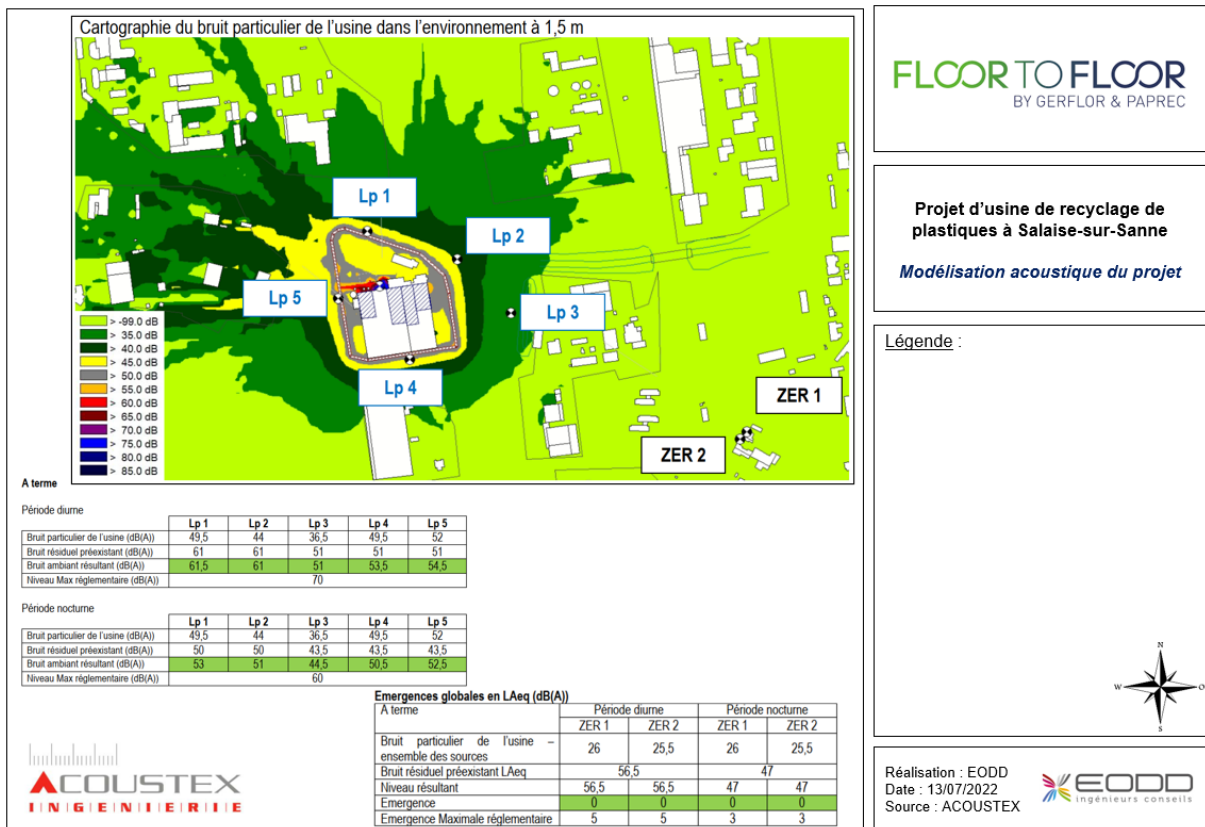 Cartographie du bruit particulier de l'usine dans l'environnement à 1,5 m
Lp 1
Lp 2
Lp 5
Lp 3
Lp 4
ZER 1
ZER 2
> -99.0 dB
> 35.0 dB
> 40.0 dB
> 45.0 dB
> 50.0 dB
> 55.0 dB
> 60.0 dB
> 65.0 dB
> 70.0 dB
> 75.0 dB
> 80.0 dB
> 85.0 dB
A terme
Période diurne
Lp 1 Lp 2 Lp 3 Lp 4 Lp 5
Bruit particulier de l'usine (dB(A)) 49,5 44 36,5 49,5 52
Bruit résiduel préexistant (dB(A)) 61 61 51 51 51
Bruit ambiant résultant (dB(A)) 61,5 61 51 53,5 54,5
Niveau Max réglementaire (dB(A)) 70
Période nocturne
Lp 1 Lp 2 Lp 3 Lp 4 Lp 5
Bruit particulier de l'usine (dB(A)) 49,5 44 36,5 49,5 52
Bruit résiduel préexistant (dB(A)) 50 50 43,5 43,5 43,5
Bruit ambiant résultant (dB(A)) 53 51 44,5 50,5 52,5
Niveau Max réglementaire (dB(A)) 60
Emergences globales en LAeq (dB(A))
A terme Période diurne Période nocturne
ZER 1 ZER 2 ZER 1 ZER 2
Bruit particulier de l'usine –
ensemble des sources 26 25,5 26 25,5
Bruit résiduel préexistant LAeq 56,5 47
Niveau résultant 56,5 56,5 47 47
Emergence 0 0 0 0
Emergence Maximale réglementaire 5 5 3 3
ACOUSTEX
INGENIERIE
FLOOR TO FLOOR
BY GERFLOR & PAPREC
Projet d'usine de recyclage de
plastiques à Salaise-sur-Sanne
Modélisation acoustique du projet
Légende :
N
W
O
S
Réalisation : EODD
Date : 13/07/2022
Source : ACOUSTEX
EODD
ingénieurs conseils